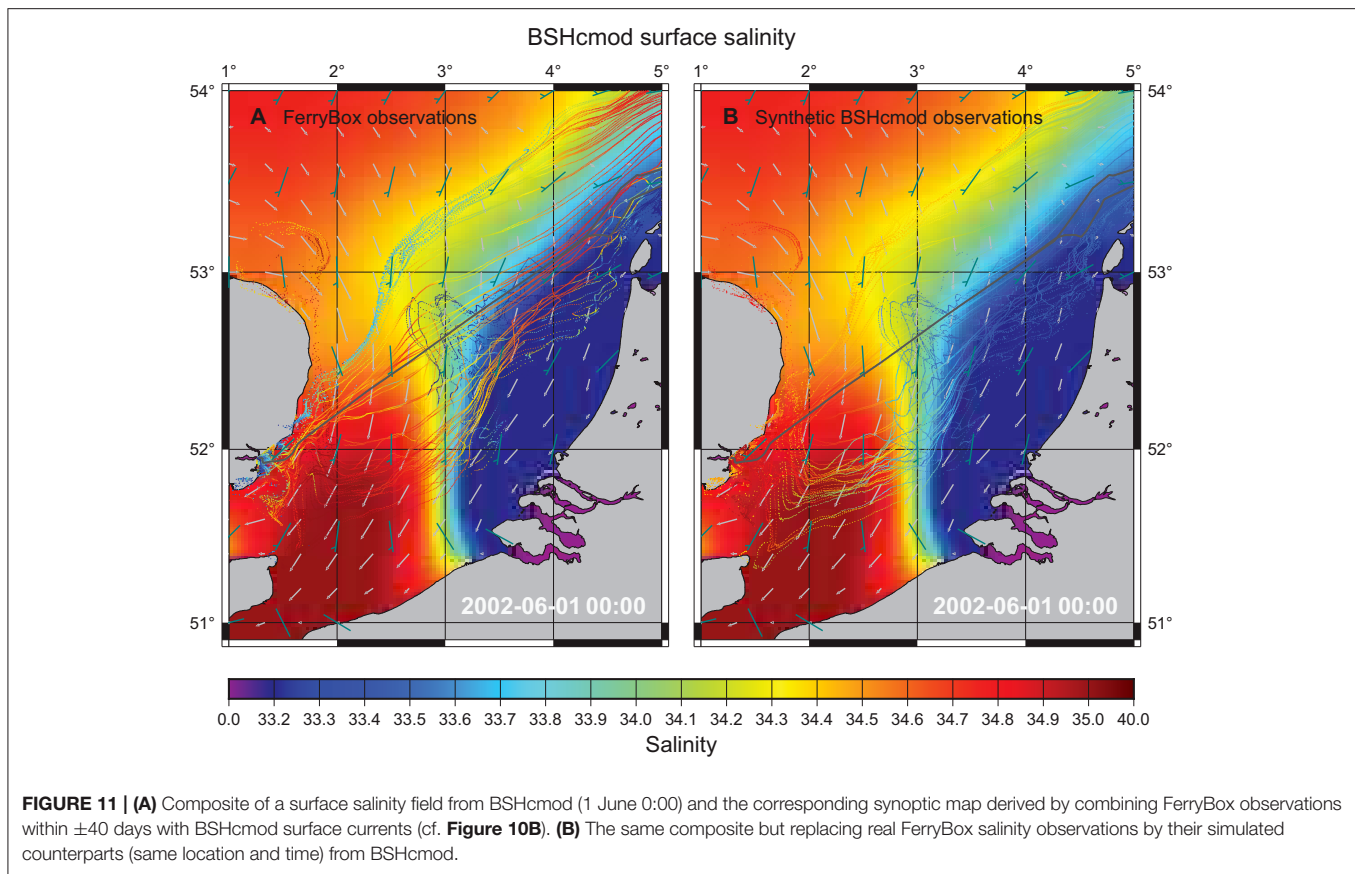 BSHcmod surface salinity
1° 2° 3° 4° 5° 1° 2° 3° 4° 5°
54° 54°
A FerryBox observations B Synthetic BSHcmod observations
53° 53°
52° 52°
51° 51°
2002-06-01 00:00 2002-06-01 00:00
0.0 33.2 33.3 33.4 33.5 33.6 33.7 33.8 33.9 34.0 34.1 34.2 34.3 34.4 34.5 34.6 34.7 34.8 34.9 35.0 40.0
Salinity
FIGURE 11 | (A) Composite of a surface salinity field from BSHcmod (1 June 0:00) and the corresponding synoptic map derived by combining FerryBox observations
within ±40 days with BSHcmod surface currents (cf. Figure 10B). (B) The same composite but replacing real FerryBox salinity observations by their simulated
counterparts (same location and time) from BSHcmod.